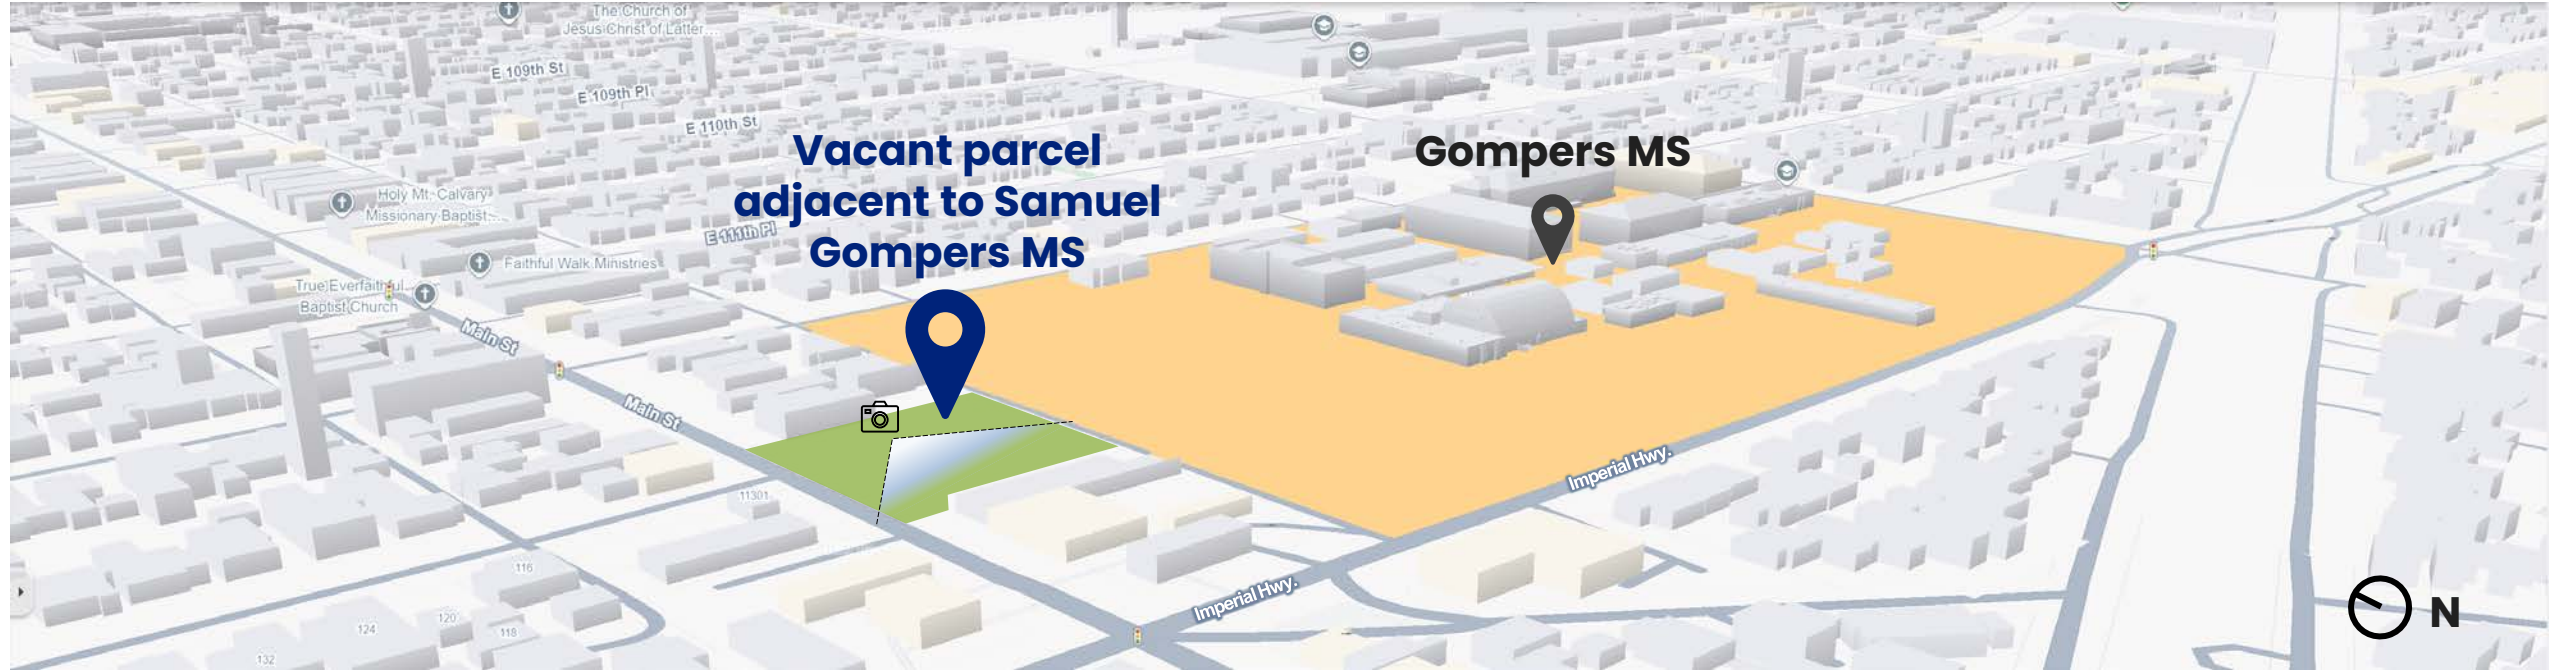 The Church of
Jesus Christ of Latter...
E 109th St
E 109th Pl
E 110th St
Vacant parcel
adjacent to Samuel
Gompers MS
Gompers MS
Holy Mt. Calvary
Missionary Baptist...
E 111th Pl
Faithful Walk Ministries
True Everfaithful
Baptist Church
Main St
Main St
Imperial Hwy.
11301
116
Imperial Hwy.
120
124
118
132
N